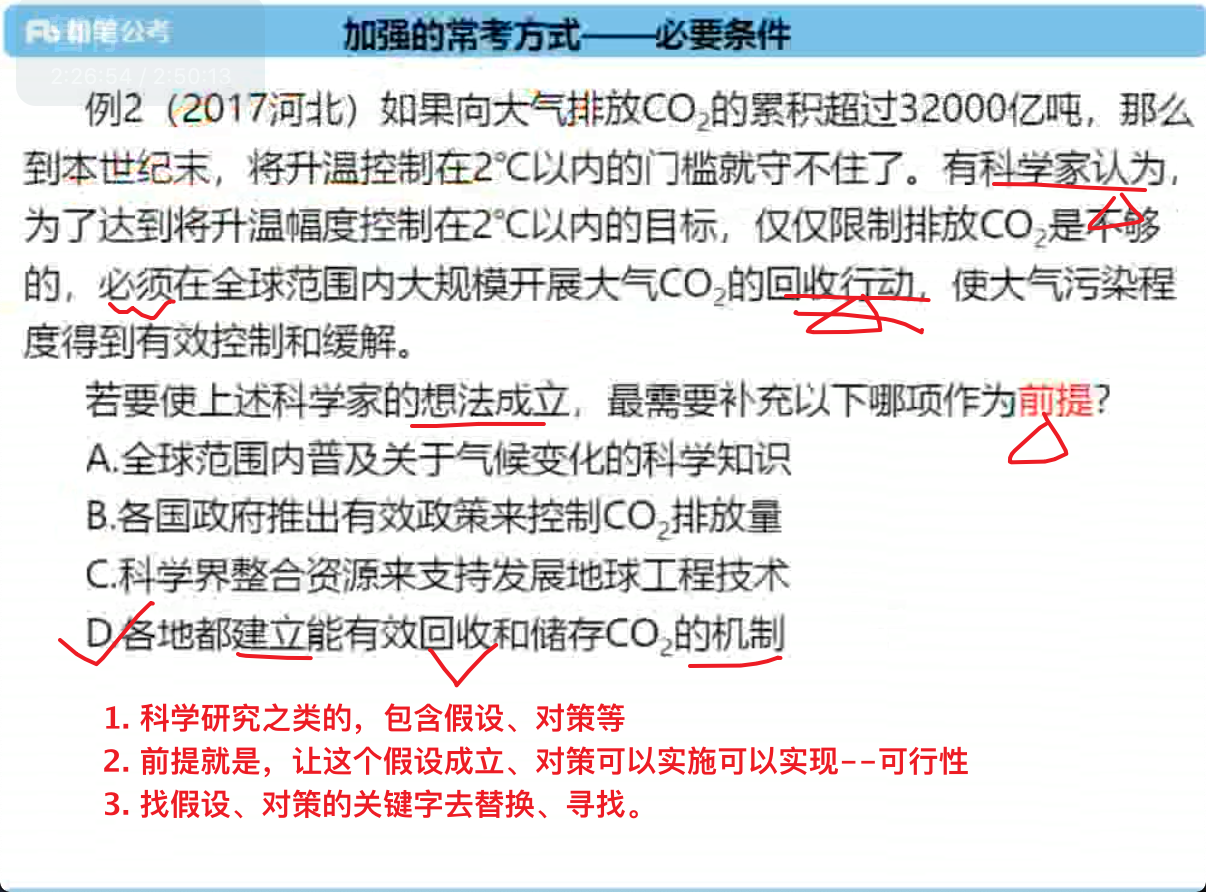 粉笔公考
加强的常考方式——必要条件
2:26:54 / 2:50:13
例2（2017河北）如果向大气排放CO₂的累积超过32000亿吨，那么
到本世纪末，将升温控制在2℃以内的门槛就守不住了。有科学家认为，
为了达到将升温幅度控制在2℃以内的目标，仅仅限制排放CO₂是不够
的，必须在全球范围内大规模开展大气CO₂的回收行动，使大气污染程
度得到有效控制和缓解。
若要使上述科学家的想法成立，最需要补充以下哪项作为前提?
A.全球范围内普及关于气候变化的科学知识
B.各国政府推出有效政策来控制CO₂排放量
C.科学界整合资源来支持发展地球工程技术
D.各地都建立能有效回收和储存CO₂的机制
1. 科学研究之类的，包含假设、对策等
2. 前提就是，让这个假设成立、对策可以实施可以实现--可行性
3. 找假设、对策的关键字去替换、寻找。